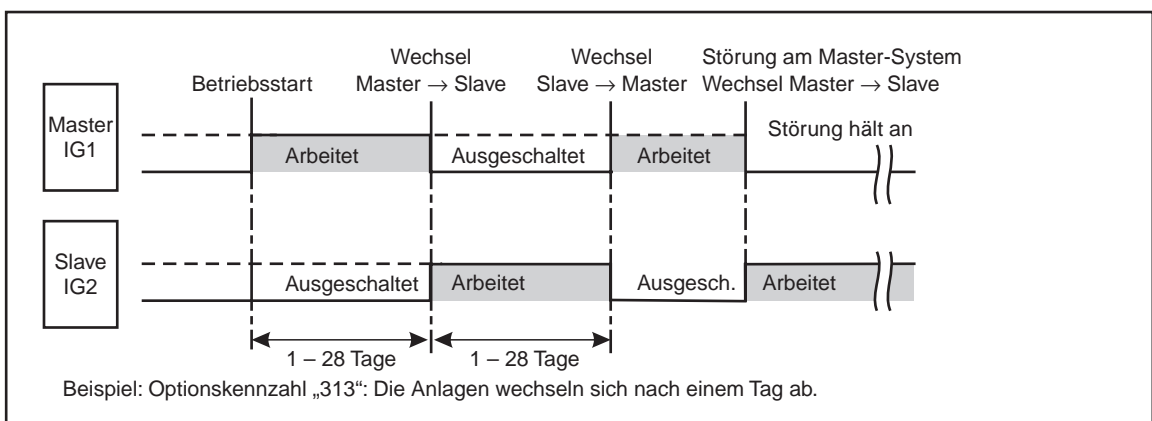 Wechsel
Master → Slave
Wechsel
Slave → Master
Störung am Master-System
Wechsel Master → Slave
Betriebsstart
Master
IG1
Störung hält an
Arbeitet
Ausgeschaltet
Arbeitet
Slave
IG2
Ausgeschaltet
Arbeitet
Ausgesch.
Arbeitet
1 – 28 Tage
1 – 28 Tage
Beispiel: Optionskennzahl „313“: Die Anlagen wechseln sich nach einem Tag ab.